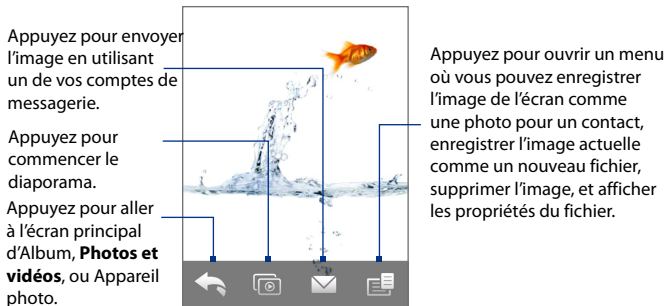 Appuyez pour envoyer
l’image en utilisant
un de vos comptes de
messagerie.
Appuyez pour
commencer le
diaporama.
Appuyez pour aller
à l’écran principal
d’Album, Photos et
vidéos, ou Appareil
photo.
Appuyez pour ouvrir un menu
où vous pouvez enregistrer
l’image de l’écran comme
une photo pour un contact,
enregistrer l’image actuelle
comme un nouveau fichier,
supprimer l’image, et afficher
les propriétés du fichier.